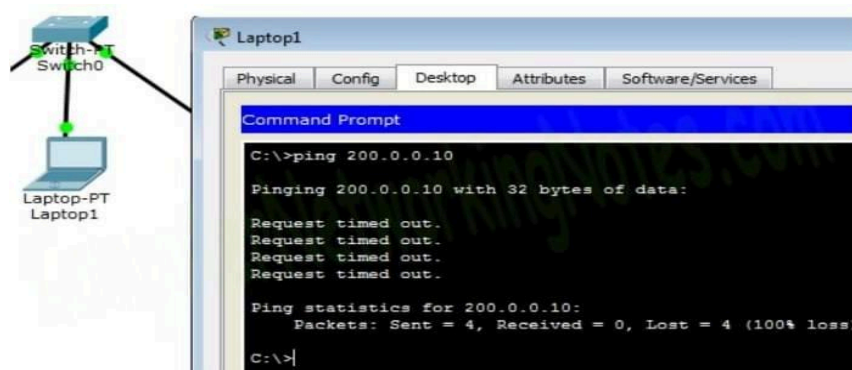 Switch-PT
Switch0
Laptop-PT
Laptop1
Laptop1
Physical Config Desktop Attributes Software/Services
Command Prompt
C:\>ping 200.0.0.10
Pinging 200.0.0.10 with 32 bytes of data:
Request timed out.
Request timed out.
Request timed out.
Request timed out.
Ping statistics for 200.0.0.10:
Packets: Sent = 4, Received = 0, Lost = 4 (100% loss)
C:\>